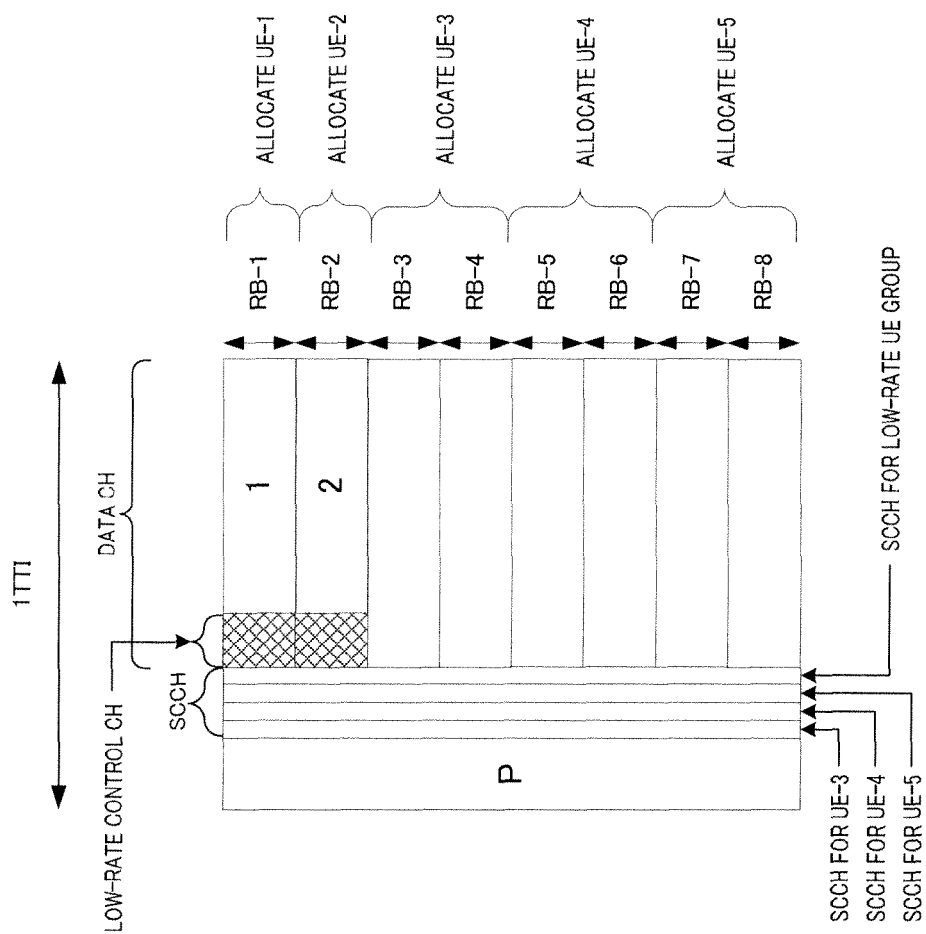 1TTI
DATA CH
LOW-RATE CONTROL CH
SCCH
P
1
2
RB-1
RB-2
RB-3
RB-4
RB-5
RB-6
RB-7
RB-8
ALLOCATE UE-1
ALLOCATE UE-2
ALLOCATE UE-3
ALLOCATE UE-4
ALLOCATE UE-5
SCCH FOR UE-3
SCCH FOR UE-4
SCCH FOR UE-5
SCCH FOR LOW-RATE UE GROUP